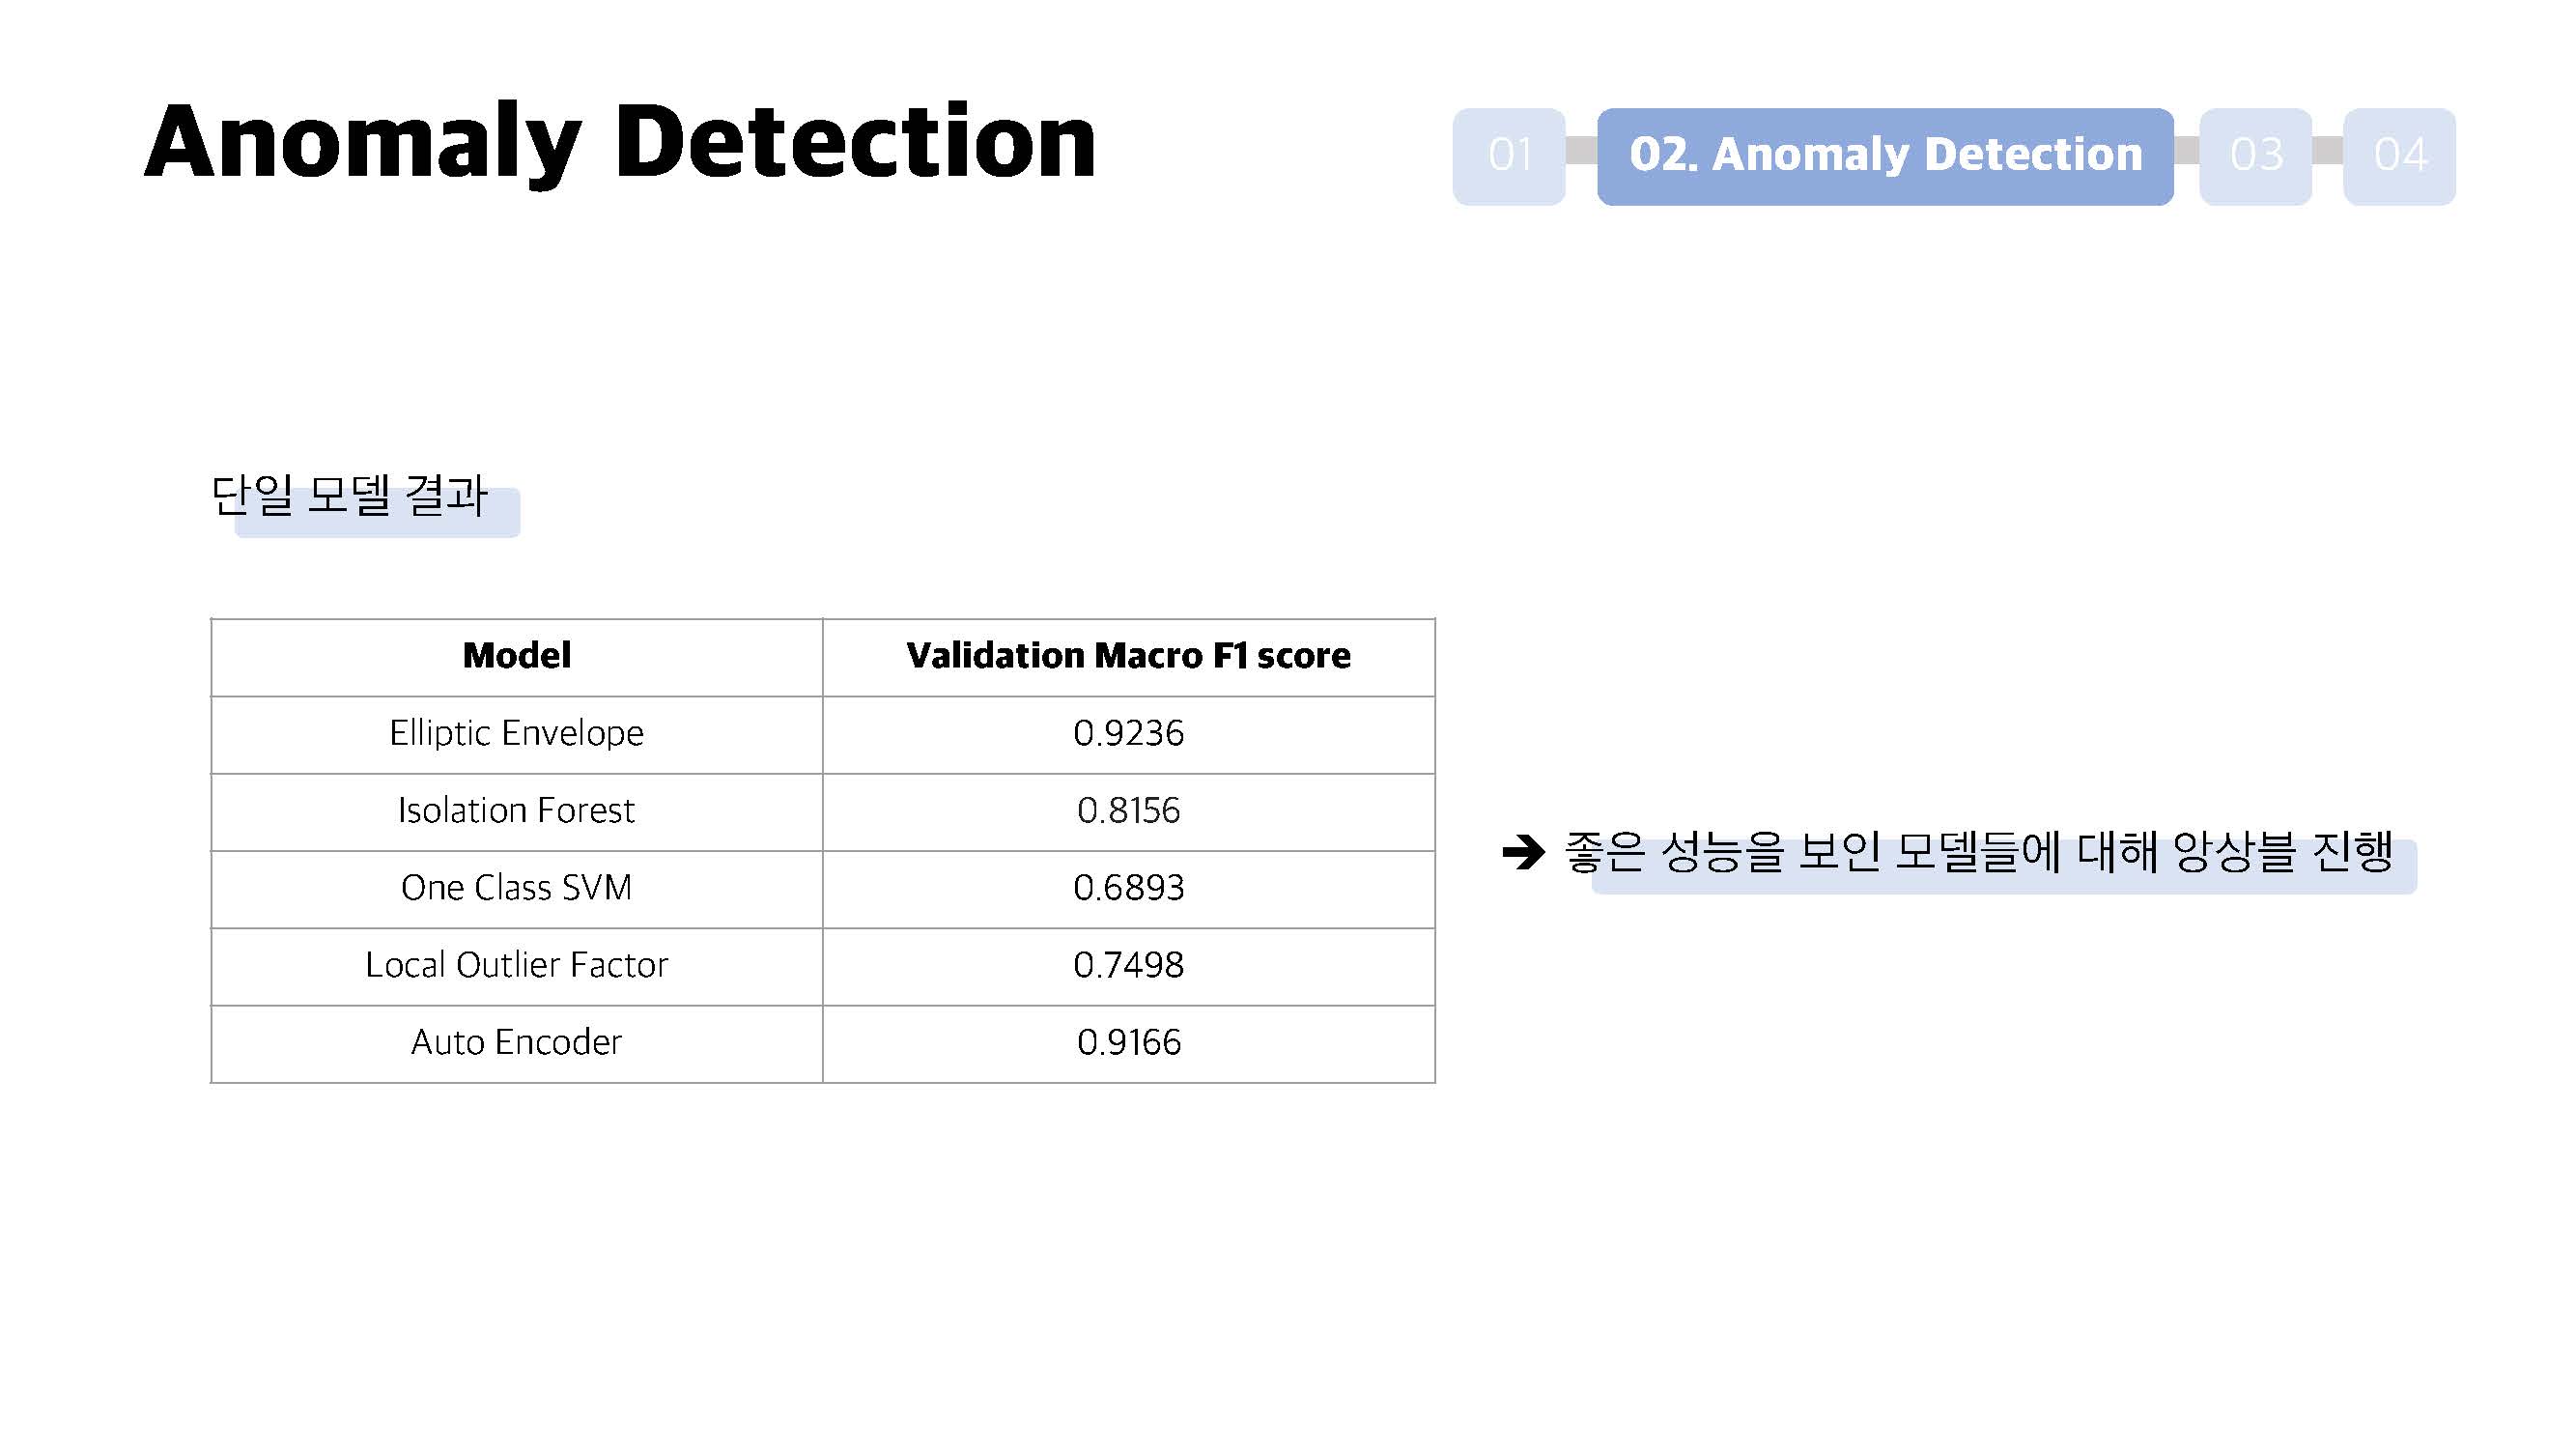 Anomaly Detection
01
02. Anomaly Detection
03
04
단일 모델 결과
Model Validation Macro F1 score
Elliptic Envelope 0.9236
Isolation Forest 0.8156
One Class SVM 0.6893
Local Outlier Factor 0.7498
Auto Encoder 0.9166
➔ 좋은 성능을 보인 모델들에 대해 앙상블 진행